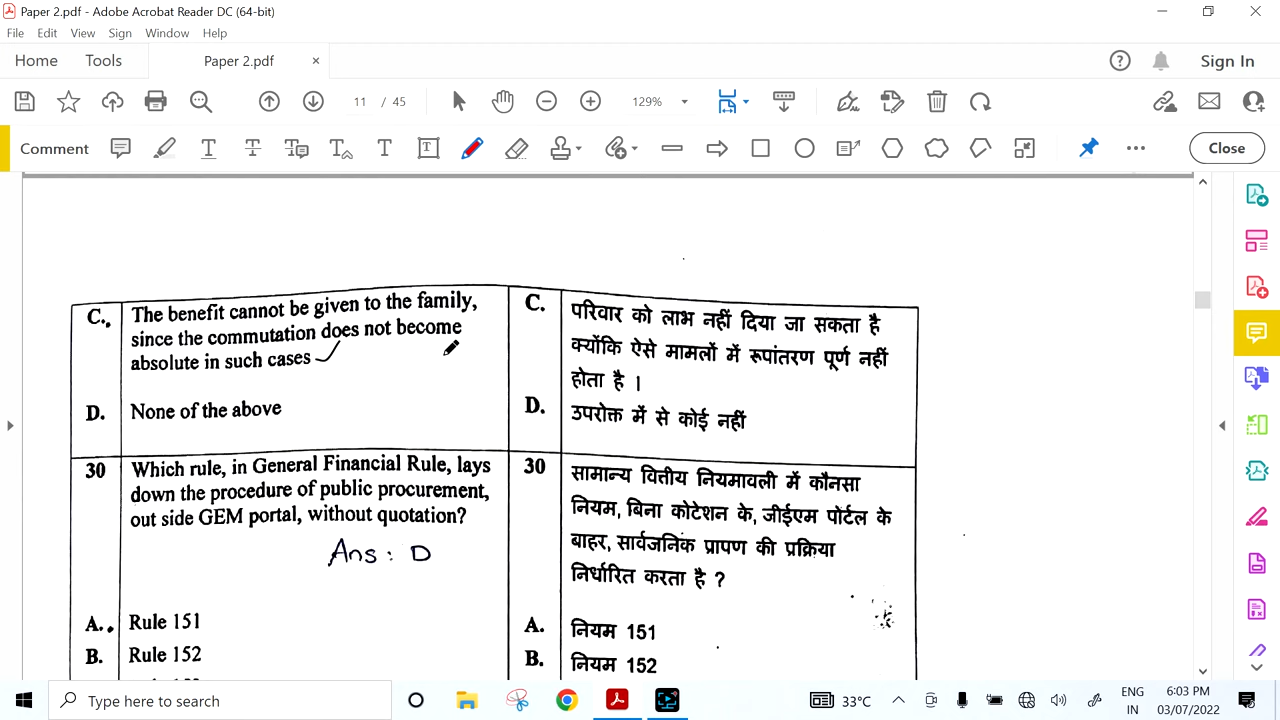 Paper 2.pdf - Adobe Acrobat Reader DC (64-bit)
File Edit View Sign Window Help
Home Tools Paper 2.pdf × Sign In
11 / 45 129%
Comment Close
C. The benefit cannot be given to the family,
since the commutation does not become
absolute in such cases
D. None of the above
C. परिवार को लाभ नहीं दिया जा सकता है
क्योंकि ऐसे मामलों में रूपांतरण पूर्ण नहीं
होता है ।
D. उपरोक्त में से कोई नहीं
30 Which rule, in General Financial Rule, lays
down the procedure of public procurement,
out side GEM portal, without quotation?
Ans: D
A. Rule 151
B. Rule 152
30 सामान्य वित्तीय नियमावली में कौनसा
नियम, बिना कोटेशन के, जीईएम पॉर्टल के
बाहर, सार्वजनिक प्रापण की प्रक्रिया
निर्धारित करता है ?
A. नियम 151
B. नियम 152
Type here to search
33°C
ENG
IN
6:03 PM
03/07/2022